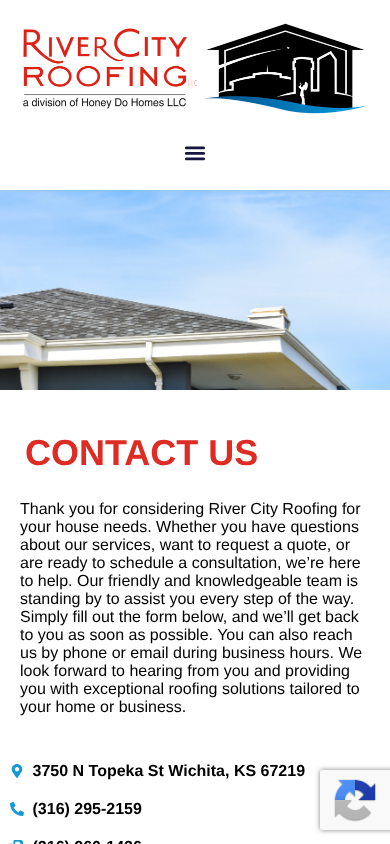 RIVERCITY
ROOFING LLC
a division of Honey Do Homes LLC
CONTACT US
Thank you for considering River City Roofing for
your house needs. Whether you have questions
about our services, want to request a quote, or
are ready to schedule a consultation, we’re here
to help. Our friendly and knowledgeable team is
standing by to assist you every step of the way.
Simply fill out the form below, and we’ll get back
to you as soon as possible. You can also reach
us by phone or email during business hours. We
look forward to hearing from you and providing
you with exceptional roofing solutions tailored to
your home or business.
3750 N Topeka St Wichita, KS 67219
(316) 295-2159